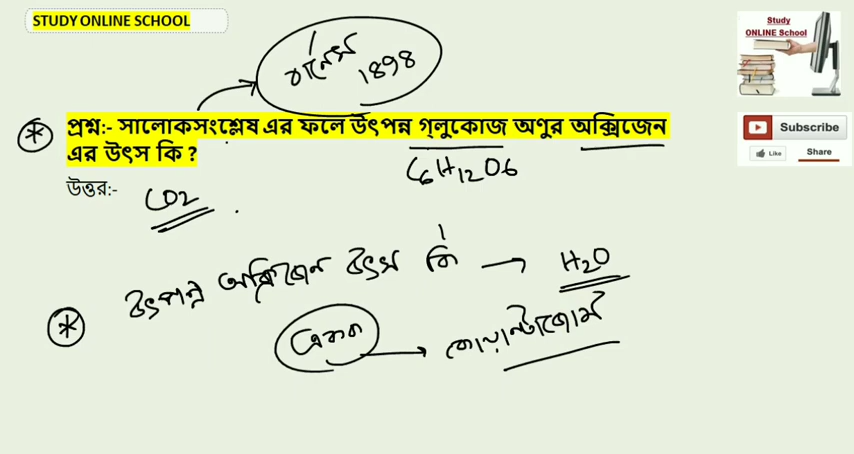 STUDY ONLINE SCHOOL
Study
ONLINE School
বার্নেস
1898
প্রশ্ন:- সালোকসংশ্লেষ এর ফলে উৎপন্ন গ্লুকোজ অণুর অক্সিজেন
এর উৎস কি ?
Subscribe
Like Share
C6H12O6
উত্তর:- CO2
উৎপন্ন অক্সিজেন উৎস কি → H2O
একক → কোয়ান্টাজোম